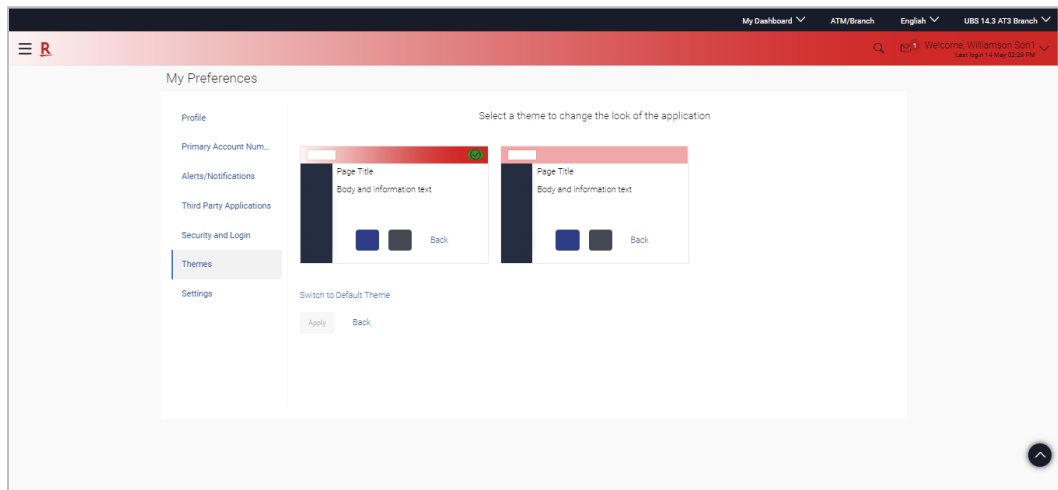 My Dashboard
ATM/Branch
English
UBS 14.3 AT3 Branch
R
1
Welcome, Williamson Son1
Last login 14 May 03:28 PM
My Preferences
Profile
Primary Account Num...
Alerts/Notifications
Third Party Applications
Security and Login
Themes
Settings
Select a theme to change the look of the application
Page Title
Body and information text
Back
Page Title
Body and information text
Back
Switch to Default Theme
Apply
Back